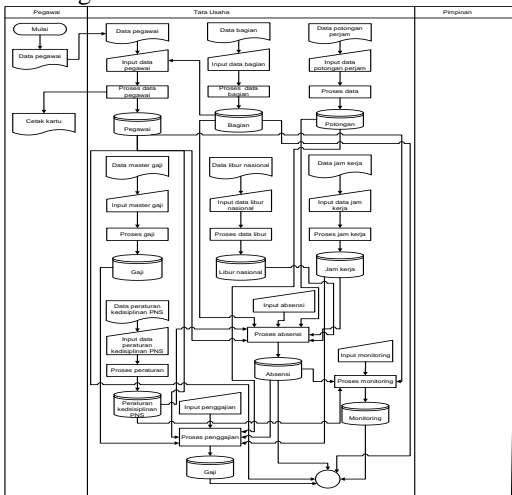 Pegawai
Tata Usaha
Pimpinan
Mulai
Data pegawai
Data pegawai
Data bagian
Data potongan
perjam
Input data
pegawai
Input data bagian
Input data
potongan perjam
Proses data
pegawai
Proses data
bagian
Proses data
Cetak kartu
Pegawai
Bagian
Potongan
Data master gaji
Data libur nasional
Data jam kerja
Input master gaji
Input data libur
nasional
Input data jam
kerja
Proses gaji
Proses data libur
Proses jam kerja
Gaji
Libur nasional
Jam kerja
Data peraturan
kedisiplinan PNS
Input absensi
Input data
peraturan
kedisiplinan PNS
Proses absensi
Input monitoring
Proses peraturan
Absensi
Proses monitoring
Peraturan
kedisiplinan
PNS
Input penggajian
Monitoring
Proses penggajian
Gaji